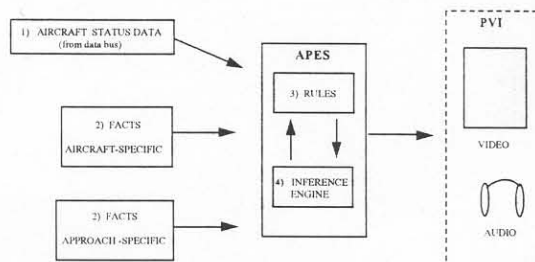 1) AIRCRAFT STATUS DATA
(from data bus)
2) FACTS
AIRCRAFT-SPECIFIC
2) FACTS
APPROACH-SPECIFIC
APES
3) RULES
4) INFERENCE
ENGINE
PVI
VIDEO
AUDIO